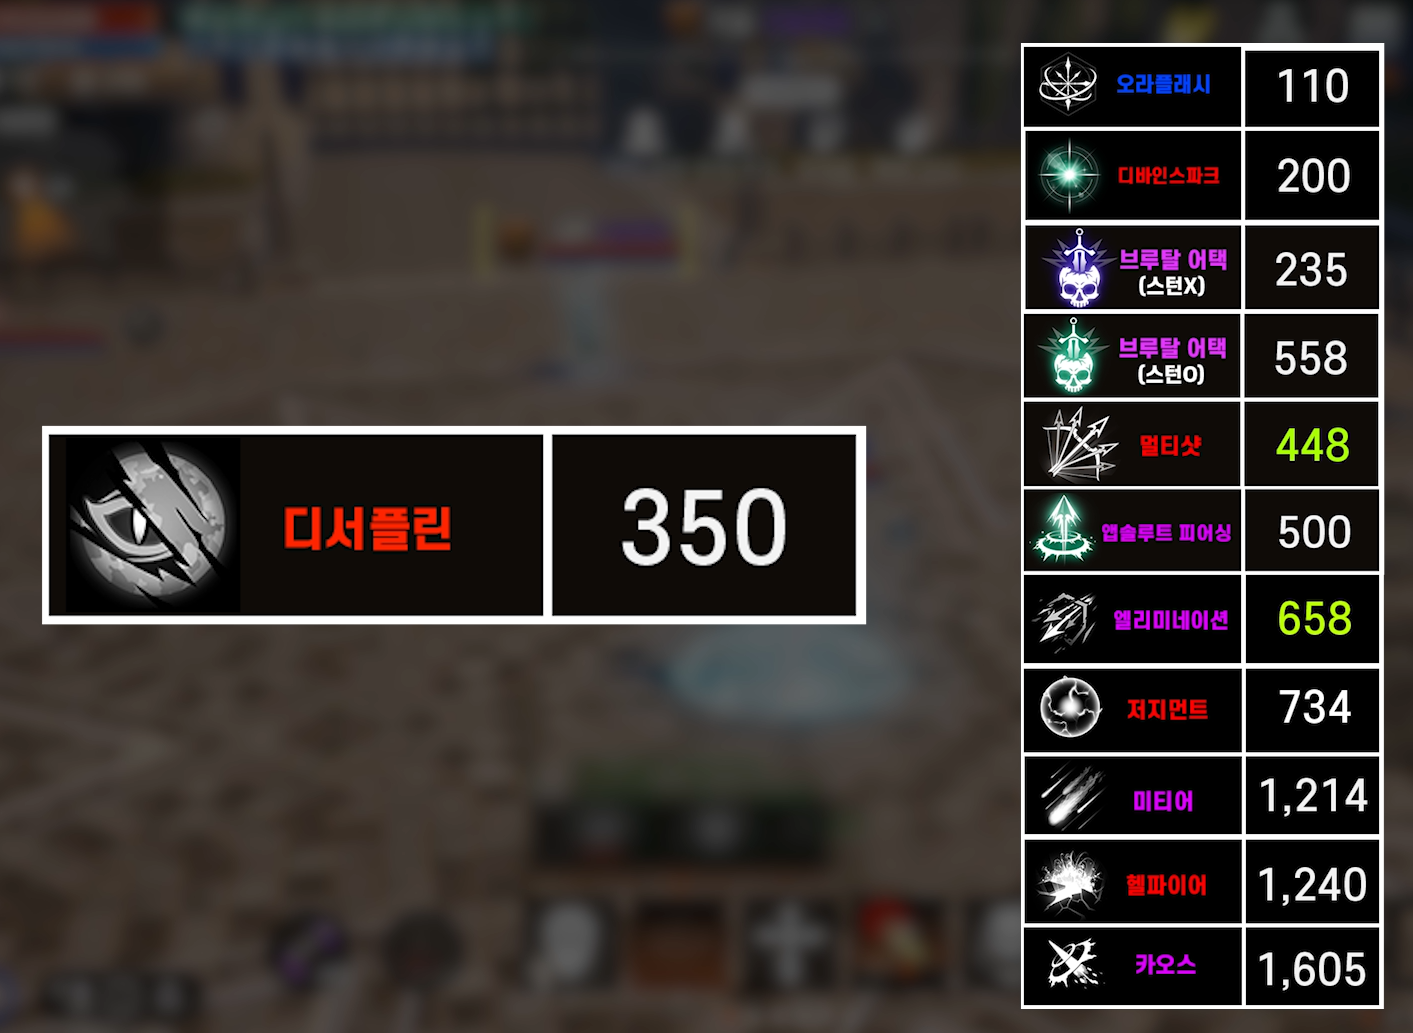 디서플린 350
오라플래시 110
디바인스파크 200
브루탈 어택 235
(스턴X)
브루탈 어택 558
(스턴O)
멀티샷 448
앱솔루트 피어싱 500
엘리미네이션 658
저지먼트 734
미티어 1,214
헬파이어 1,240
카오스 1,605